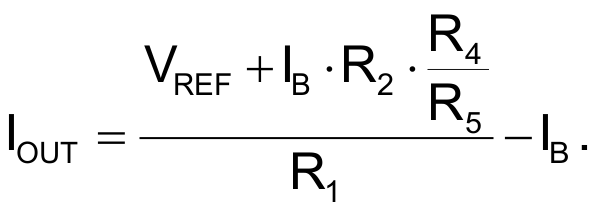 I_OUT = (V_REF + I_B · R_2 · R_4/R_5)/R_1 − I_B.